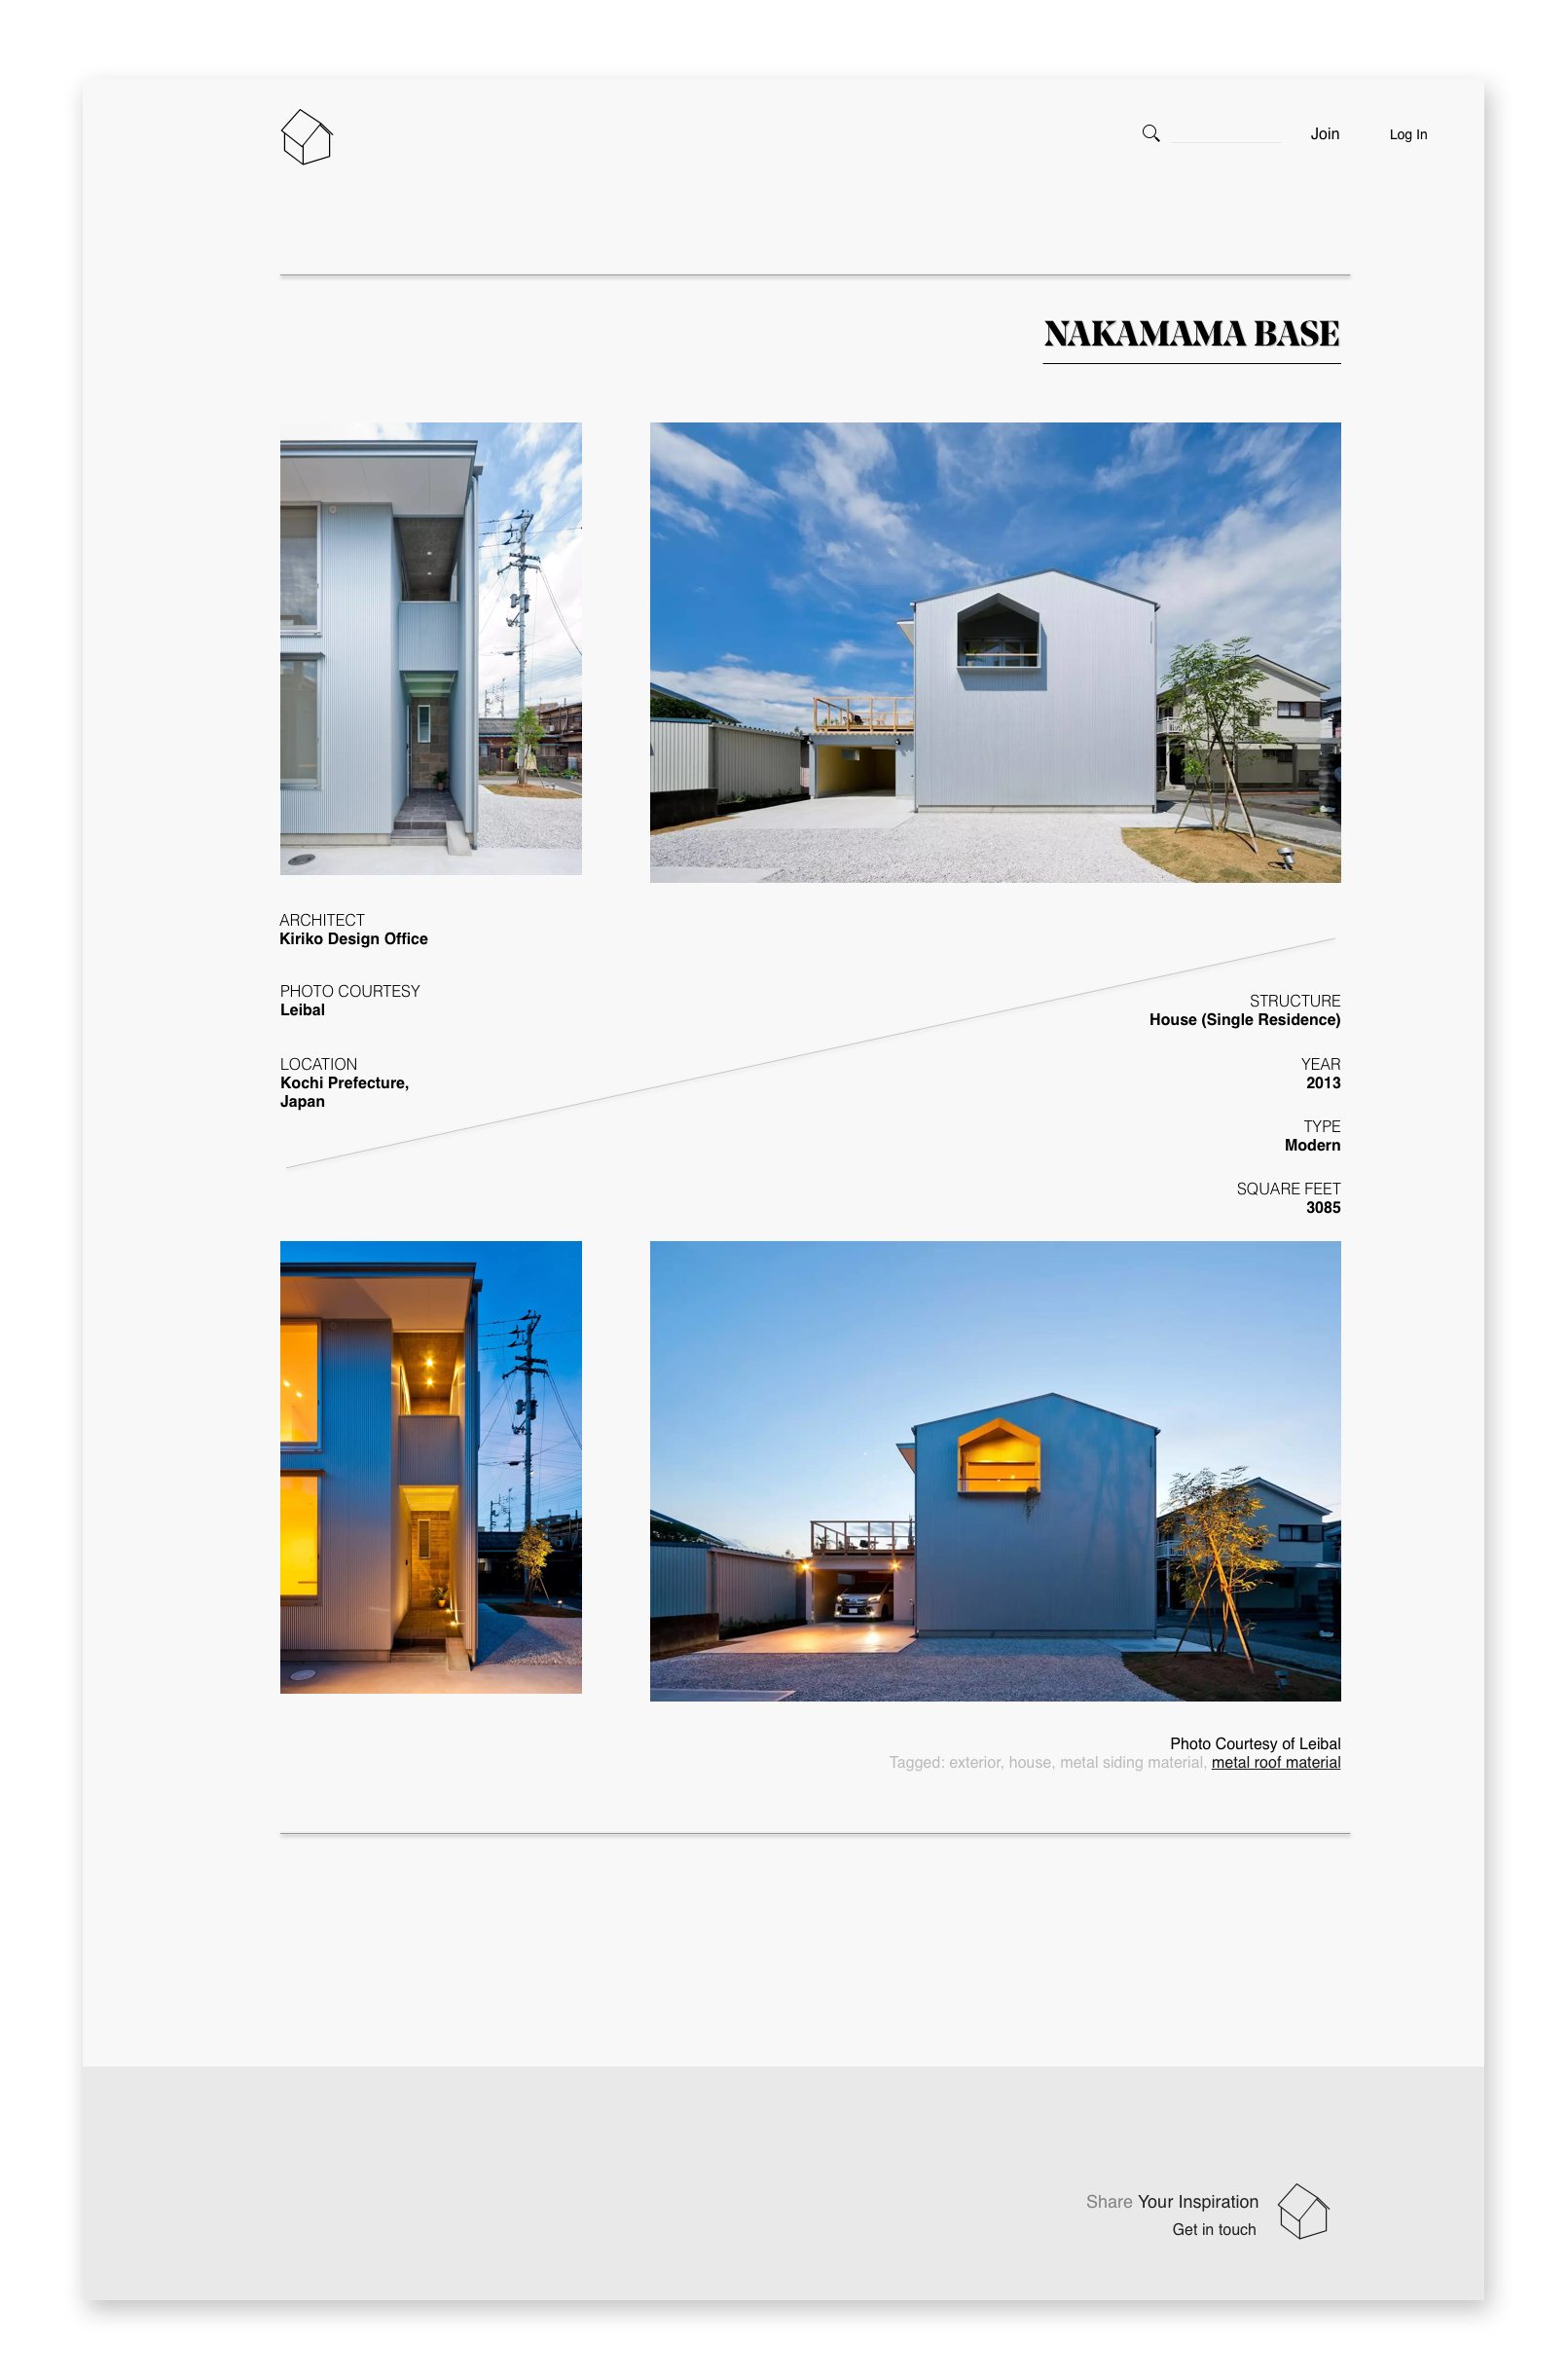 Join
Log In
NAKAMAMA BASE
ARCHITECT
Kiriko Design Office
PHOTO COURTESY
Leibal
LOCATION
Kochi Prefecture,
Japan
STRUCTURE
House (Single Residence)
YEAR
2013
TYPE
Modern
SQUARE FEET
3085
Photo Courtesy of Leibal
Tagged: exterior, house, metal siding material, metal roof material
Share Your Inspiration
Get in touch